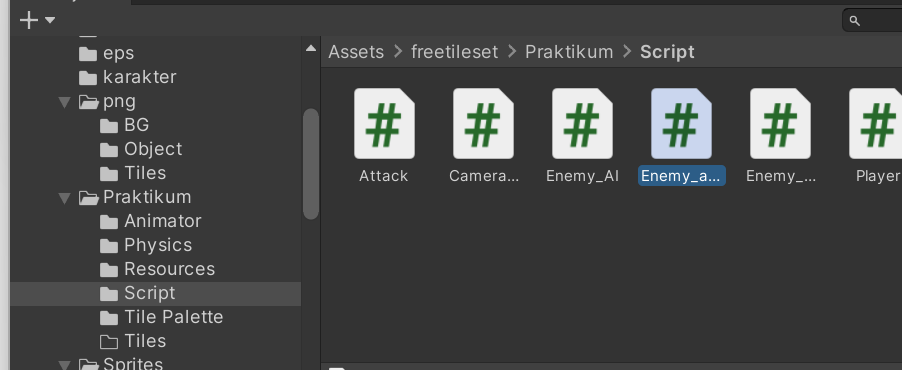 Assets > freetileset > Praktikum > Script
eps
karakter
png
BG
Object
Tiles
Praktikum
Animator
Physics
Resources
Script
Tile Palette
Tiles
Sprites
Attack
Camera...
Enemy_AI
Enemy_a...
Enemy_...
Player